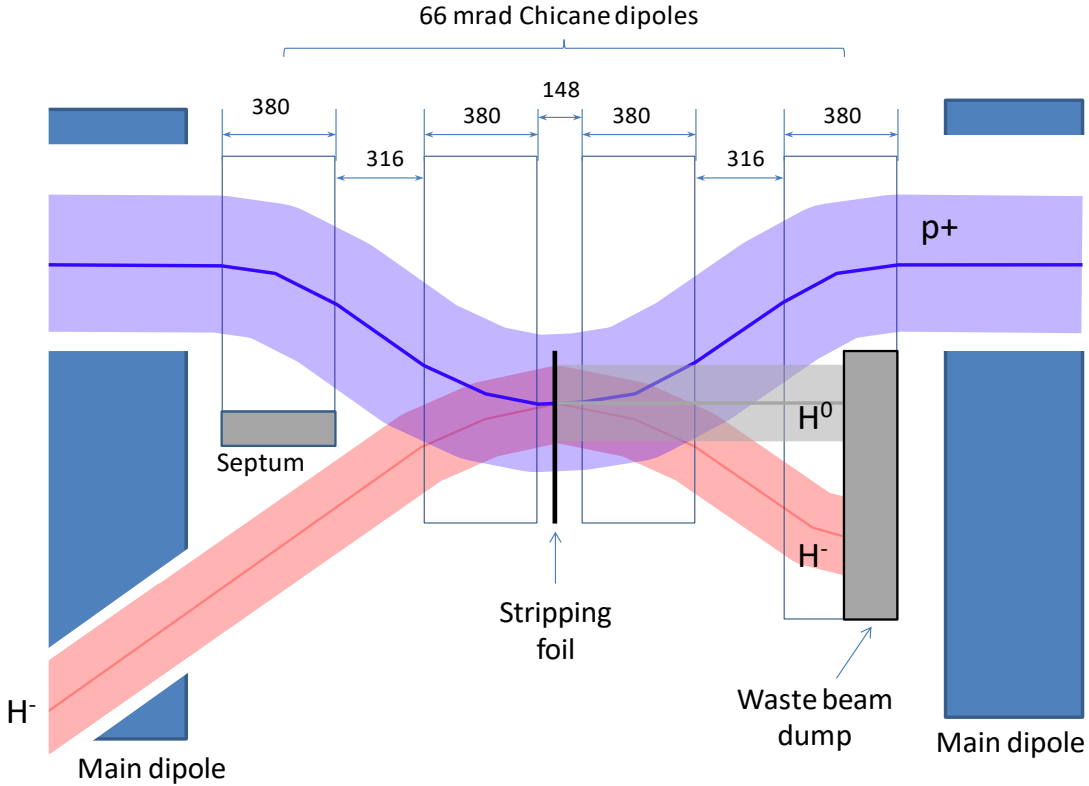 66 mrad Chicane dipoles
148
380
380
380
380
316
316
p+
H⁰
Septum
H⁻
Stripping
foil
H⁻
Waste beam
dump
Main dipole
Main dipole